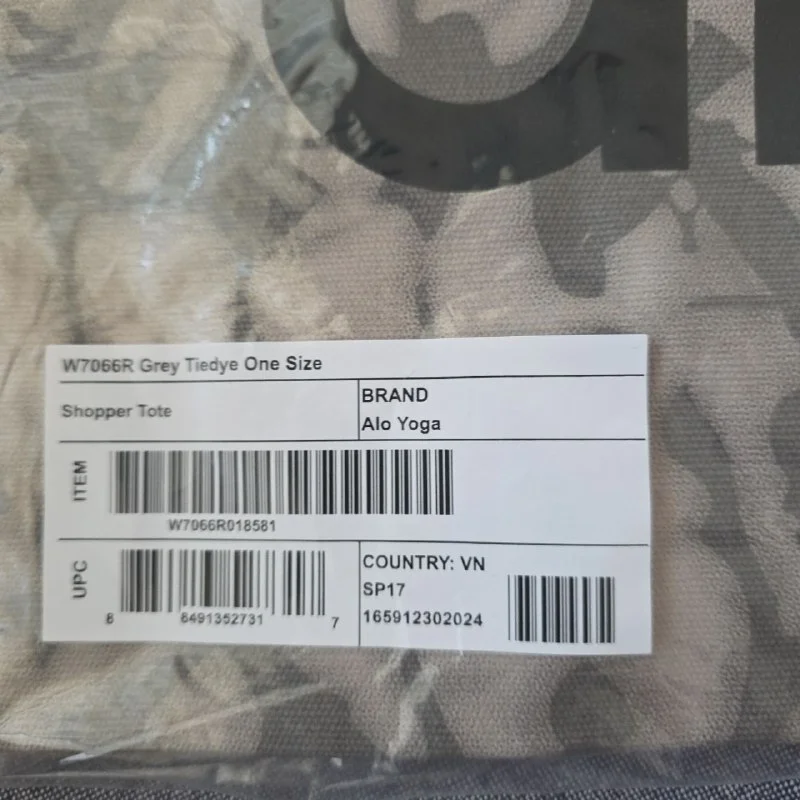 W7066R Grey Tiedye One Size
Shopper Tote
BRAND
Alo Yoga
ITEM
W7066R018581
UPC
8 8491352731 7
COUNTRY: VN
SP17
165912302024